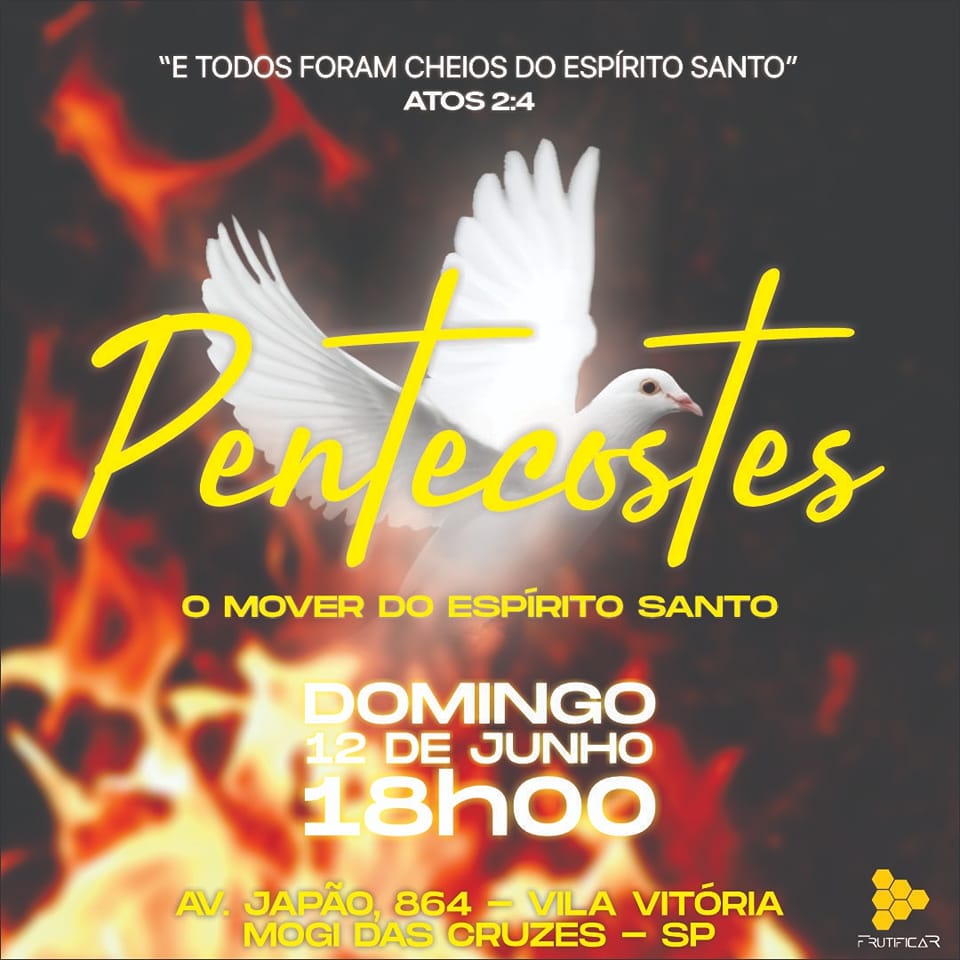 “E TODOS FORAM CHEIOS DO ESPÍRITO SANTO”
ATOS 2:4
Pentecostes
O MOVER DO ESPÍRITO SANTO
DOMINGO
12 DE JUNHO
18h00
AV. JAPÃO, 864 – VILA VITÓRIA
MOGI DAS CRUZES – SP
FRUTIFICAR